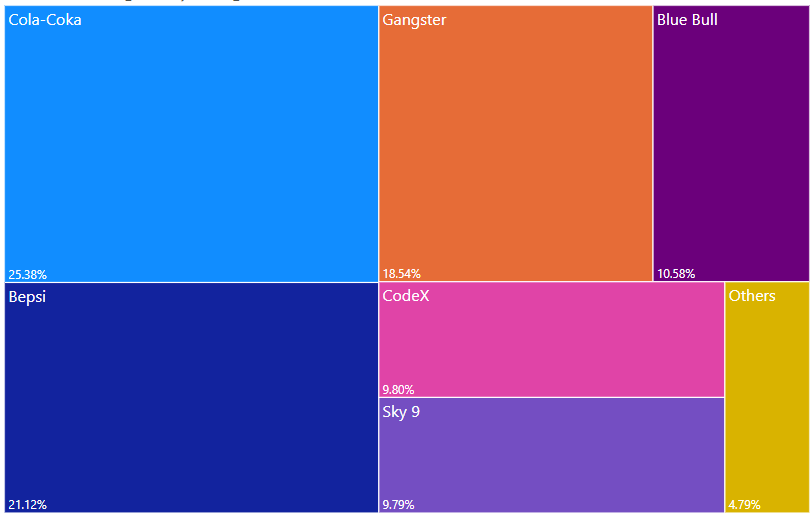 Cola-Coka
25.38%
Gangster
18.54%
Blue Bull
10.58%
Bepsi
21.12%
CodeX
9.80%
Sky 9
9.79%
Others
4.79%